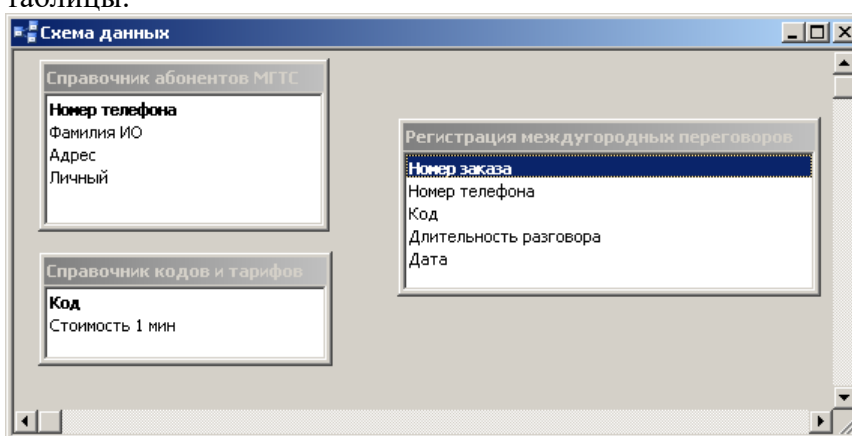 таблицы.
Схема данных
Справочник абонентов МГТС
Номер телефона
Фамилия ИО
Адрес
Личный
Регистрация междугородных переговоров
Номер заказа
Номер телефона
Код
Длительность разговора
Дата
Справочник кодов и тарифов
Код
Стоимость 1 мин